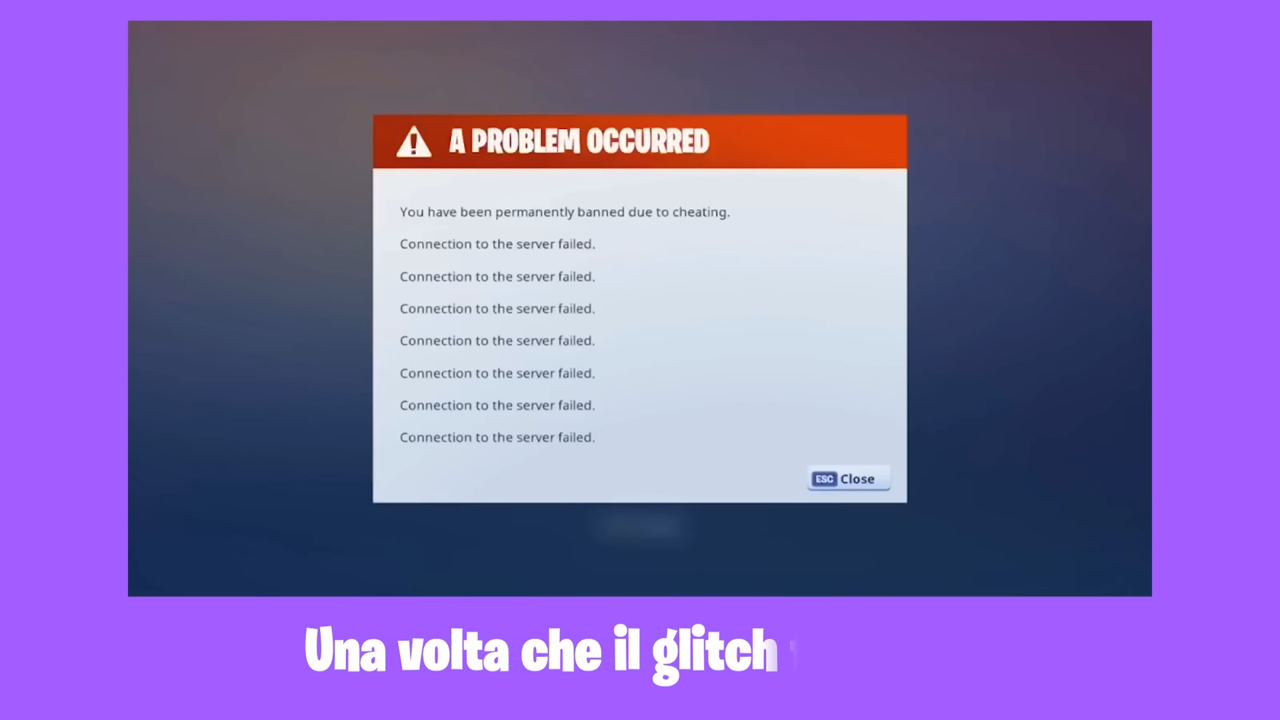 A PROBLEM OCCURRED
You have been permanently banned due to cheating.
Connection to the server failed.
Connection to the server failed.
Connection to the server failed.
Connection to the server failed.
Connection to the server failed.
Connection to the server failed.
Connection to the server failed.
ESC Close
Una volta che il glitch